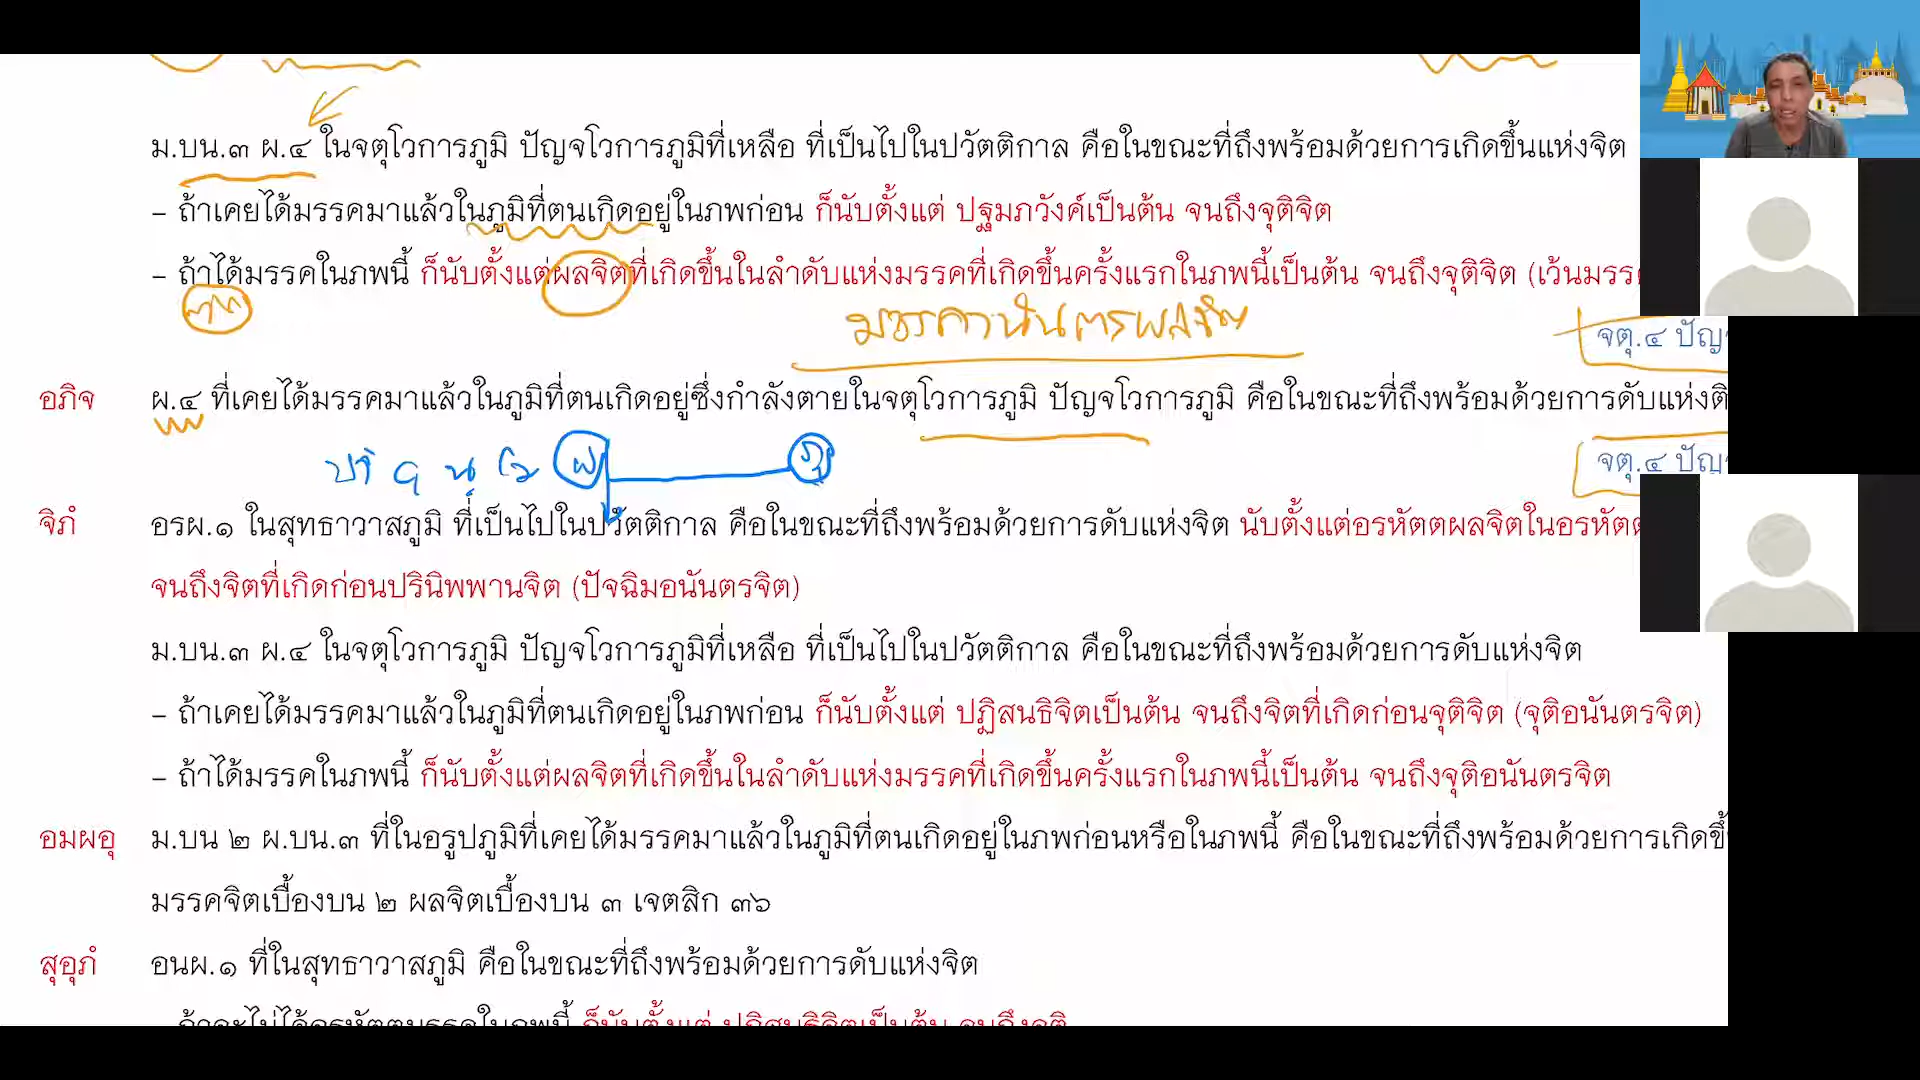 ม.บน.๓ ผ.๔ ในจตุโวการภูมิ ปัญจโวการภูมิที่เหลือ ที่เป็นไปในปวัตติกาล คือในขณะที่ถึงพร้อมด้วยการเกิดขึ้นแห่งจิต
– ถ้าเคยได้มรรคมาแล้วในภูมิที่ตนเกิดอยู่ในภพก่อน ก็นับตั้งแต่ ปฐมภวังค์เป็นต้น จนถึงจุติจิต
– ถ้าได้มรรคในภพนี้ ก็นับตั้งแต่ผลจิตที่เกิดขึ้นในลำดับแห่งมรรคที่เกิดขึ้นครั้งแรกในภพนี้เป็นต้น จนถึงจุติจิต (เว้นมรรค
จตุ.๔ ปัญ
อภิจ ผ.๔ ที่เคยได้มรรคมาแล้วในภูมิที่ตนเกิดอยู่ซึ่งกำลังตายในจตุโวการภูมิ ปัญจโวการภูมิ คือในขณะที่ถึงพร้อมด้วยการดับแห่ง
จตุ.๔ ปัญ
จิภํ อรผ.๑ ในสุทธาวาสภูมิ ที่เป็นไปในปวัตติกาล คือในขณะที่ถึงพร้อมด้วยการดับแห่งจิต นับตั้งแต่อรหัตตผลจิตในอรหัตต
จนถึงจิตที่เกิดก่อนปรินิพพานจิต (ปัจฉิมอนันตรจิต)
ม.บน.๓ ผ.๔ ในจตุโวการภูมิ ปัญจโวการภูมิที่เหลือ ที่เป็นไปในปวัตติกาล คือในขณะที่ถึงพร้อมด้วยการดับแห่งจิต
– ถ้าเคยได้มรรคมาแล้วในภูมิที่ตนเกิดอยู่ในภพก่อน ก็นับตั้งแต่ ปฏิสนธิจิตเป็นต้น จนถึงจิตที่เกิดก่อนจุติจิต (จุติอนันตรจิต)
– ถ้าได้มรรคในภพนี้ ก็นับตั้งแต่ผลจิตที่เกิดขึ้นในลำดับแห่งมรรคที่เกิดขึ้นครั้งแรกในภพนี้เป็นต้น จนถึงจุติอนันตรจิต
อมผอุ ม.บน ๒ ผ.บน.๓ ที่ในอรูปภูมิที่เคยได้มรรคมาแล้วในภูมิที่ตนเกิดอยู่ในภพก่อนหรือในภพนี้ คือในขณะที่ถึงพร้อมด้วยการเกิดขึ้
มรรคจิตเบื้องบน ๒ ผลจิตเบื้องบน ๓ เจตสิก ๓๖
สุอุภํ อนผ.๑ ที่ในสุทธาวาสภูมิ คือในขณะที่ถึงพร้อมด้วยการดับแห่งจิต